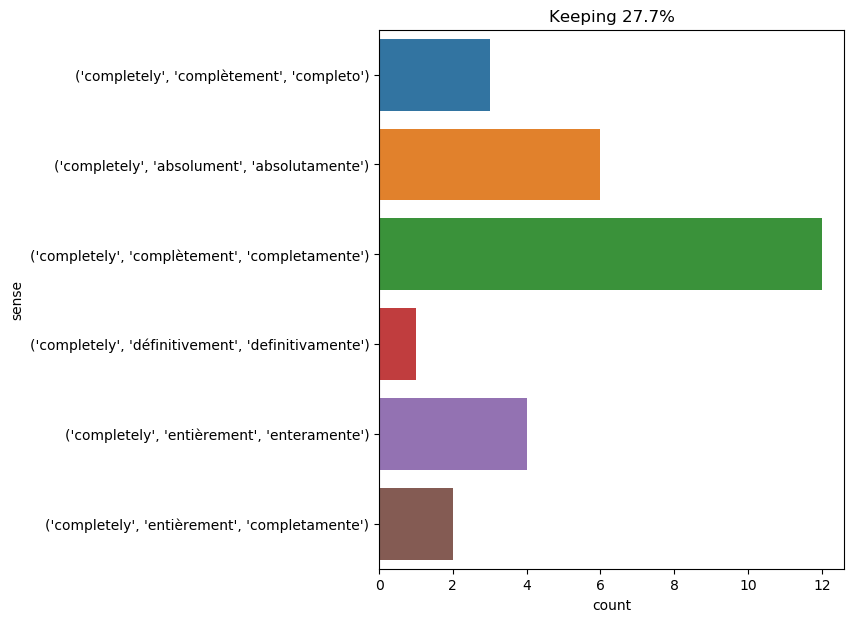 Keeping 27.7%
('completely', 'complètement', 'completo')
('completely', 'absolument', 'absolutamente')
('completely', 'complètement', 'completamente')
('completely', 'définitivement', 'definitivamente')
('completely', 'entièrement', 'enteramente')
('completely', 'entièrement', 'completamente')
sense
0 2 4 6 8 10 12
count